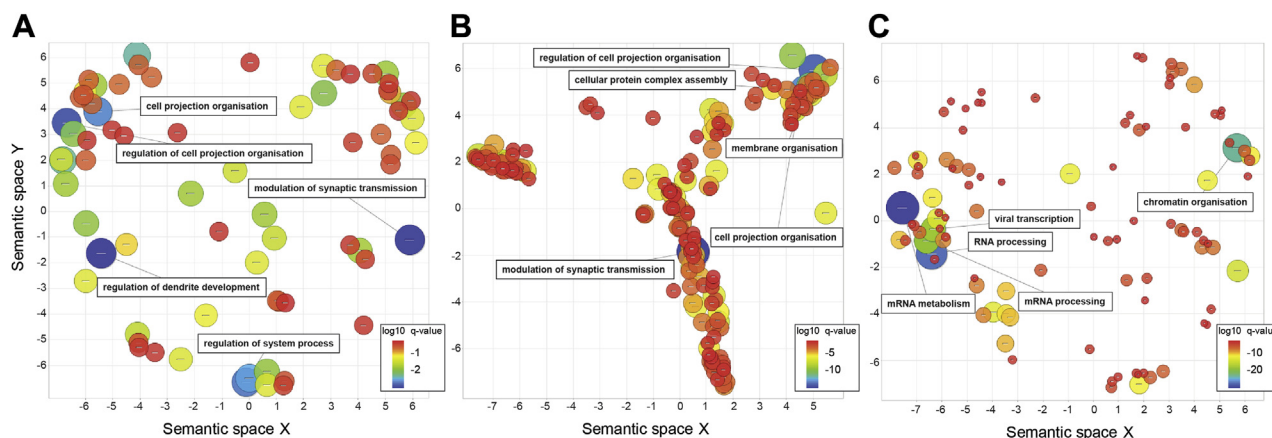 A
B
C
6
5
4
3
2
1
0
-1
-2
-3
-4
-5
-6
Semantic space Y
cell projection organisation
regulation of cell projection organisation
modulation of synaptic transmission
regulation of dendrite development
regulation of system process
log10 q-value
-1
-2
-6 -5 -4 -3 -2 -1 0 1 2 3 4 5 6
Semantic space X
6
4
2
0
-2
-4
-6
regulation of cell projection organisation
cellular protein complex assembly
membrane organisation
cell projection organisation
modulation of synaptic transmission
log10 q-value
-5
-10
-7 -6 -5 -4 -3 -2 -1 0 1 2 3 4 5
Semantic space X
6
4
2
0
-2
-4
-6
chromatin organisation
viral transcription
RNA processing
mRNA metabolism
mRNA processing
log10 q-value
-10
-20
-7 -6 -5 -4 -3 -2 -1 0 1 2 3 4 5 6
Semantic space X